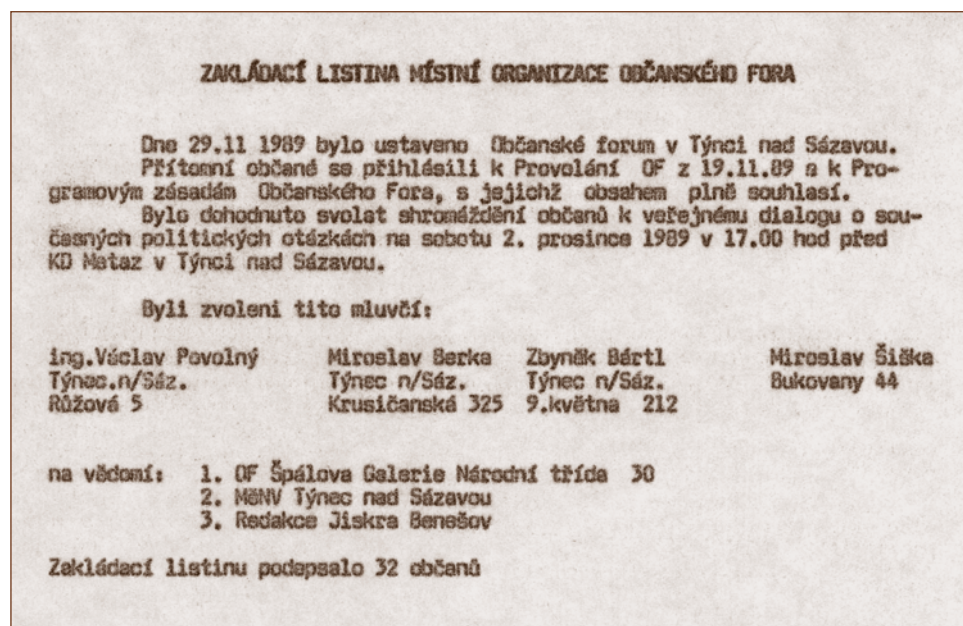 ZAKLÁDACÍ LISTINA MÍSTNÍ ORGANIZACE OBČANSKÉHO FORA
Dne 29.11 1989 bylo ustaveno Občanské forum v Týnci nad Sázavou.
Přítomní občané se přihlásili k Provolání OF z 19.11.89 a k Pro-
gramovým zásadám Občanského Fora, s jejichž obsahem plně souhlasí.
Bylo dohodnuto svolat shromáždění občanů k veřejnému dialogu o sou-
časných politických otázkách na sobotu 2. prosince 1989 v 17.00 hod před
KD Metaz v Týnci nad Sázavou.
Byli zvoleni tito mluvčí:
ing.Václav Povolný Miroslav Berka Zbyněk Bártl Miroslav Šiška
Týnec.n/Sáz. Týnec n/Sáz. Týnec n/Sáz. Bukovany 44
Růžová 5 Krusičanská 325 9.května 212
na vědomí: 1. OF Špálova Galerie Národní třída 30
2. MěNV Týnec nad Sázavou
3. Redakce Jiskra Benešov
Zakládací listinu podepsalo 32 občanů